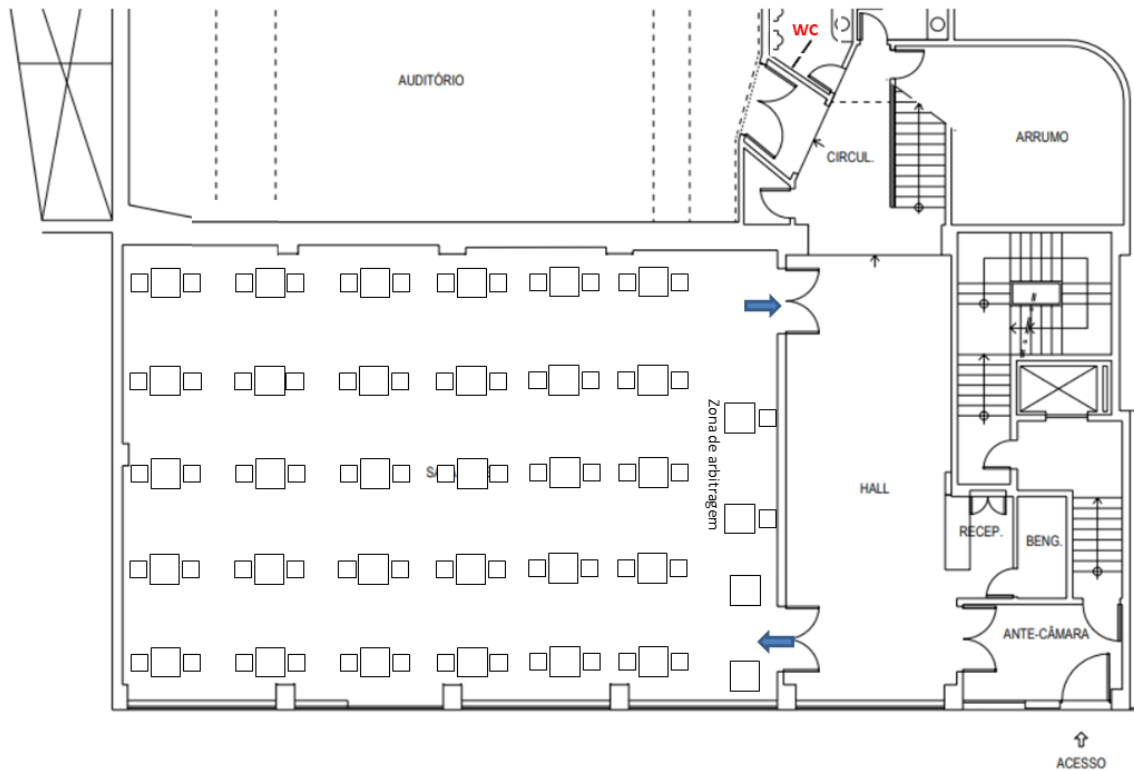 WC
AUDITÓRIO
ARRUMO
CIRCUL.
Zona de arbitragem
HALL
RECEP.
BENG.
ANTE-CÂMARA
ACESSO